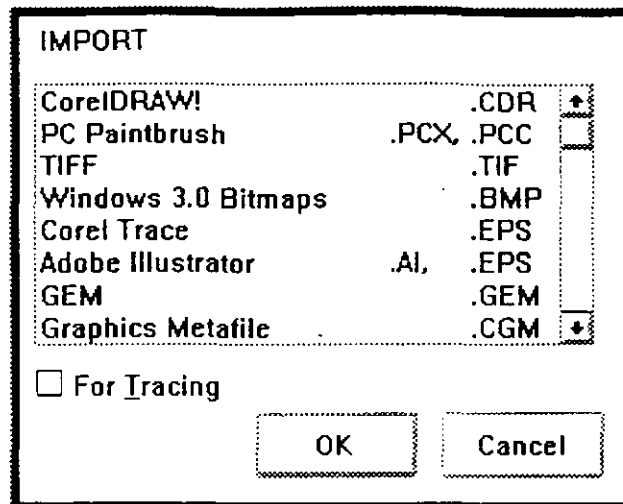 IMPORT
CorelDRAW! .CDR
PC Paintbrush .PCX, .PCC
TIFF .TIF
Windows 3.0 Bitmaps .BMP
Corel Trace .EPS
Adobe Illustrator .AI, .EPS
GEM .GEM
Graphics Metafile .CGM
For Tracing
OK Cancel